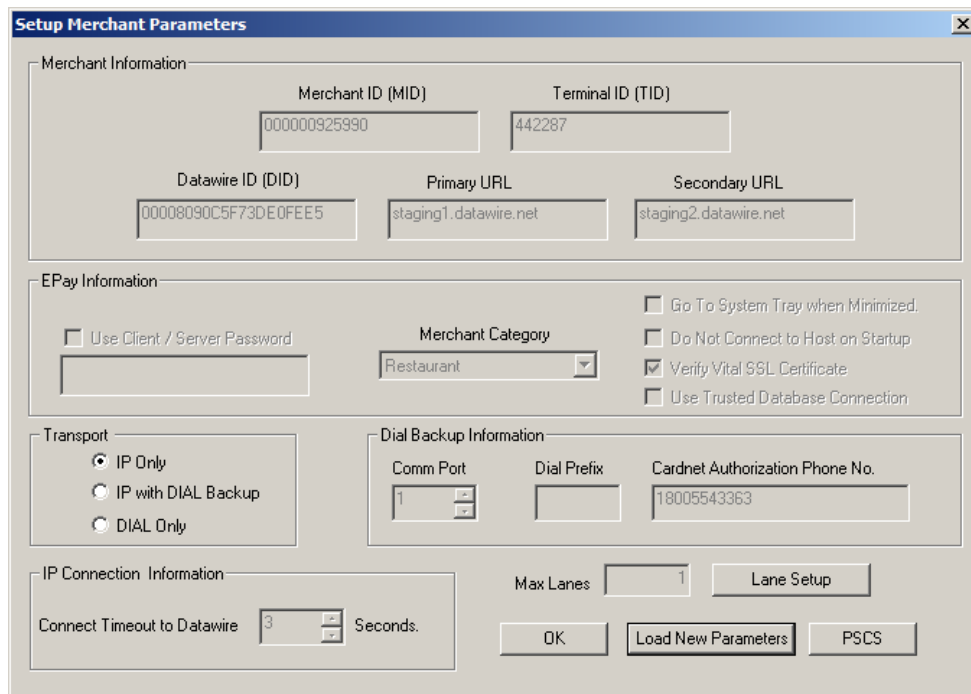 Setup Merchant Parameters
Merchant Information
Merchant ID (MID) Terminal ID (TID)
000000925990 442287
Datawire ID (DID) Primary URL Secondary URL
00008090C5F73DE0FEE5 staging1.datawire.net staging2.datawire.net
EPay Information
Go To System Tray when Minimized.
Use Client / Server Password Merchant Category Do Not Connect to Host on Startup
Restaurant Verify Vital SSL Certificate
Use Trusted Database Connection
Transport Dial Backup Information
IP Only Comm Port Dial Prefix Cardnet Authorization Phone No.
IP with DIAL Backup 1 18005543363
DIAL Only
IP Connection Information
Max Lanes 1 Lane Setup
Connect Timeout to Datawire 3 Seconds.
OK Load New Parameters PSCS